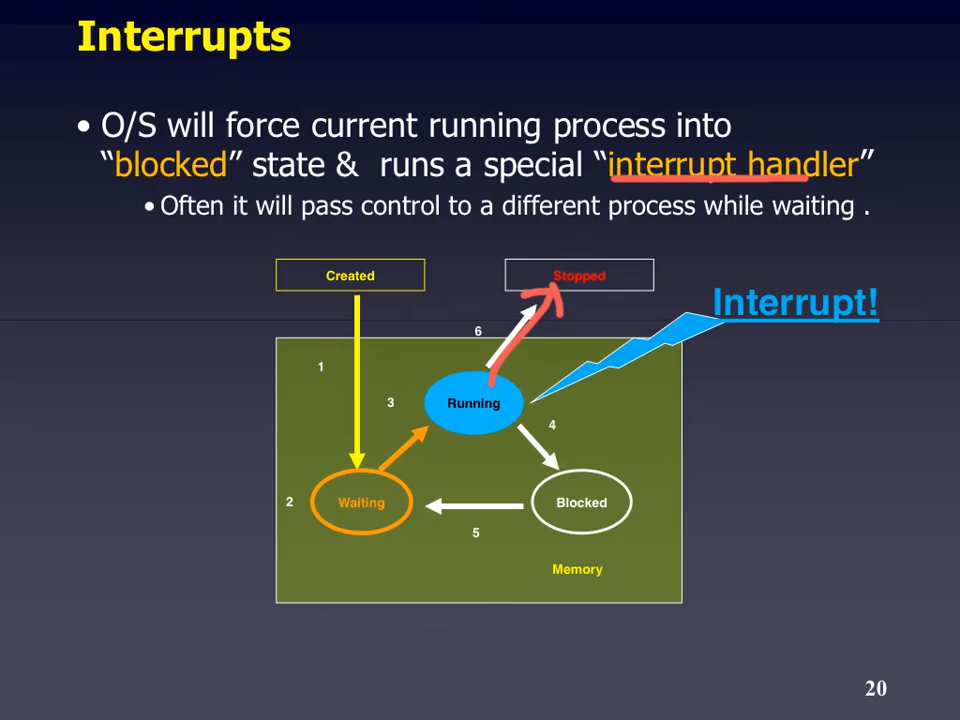 Interrupts
• O/S will force current running process into
“blocked” state &  runs a special “interrupt handler”
• Often it will pass control to a different process while waiting .
Created
Stopped
Interrupt!
6
1
3
Running
4
2
Waiting
Blocked
5
Memory
20